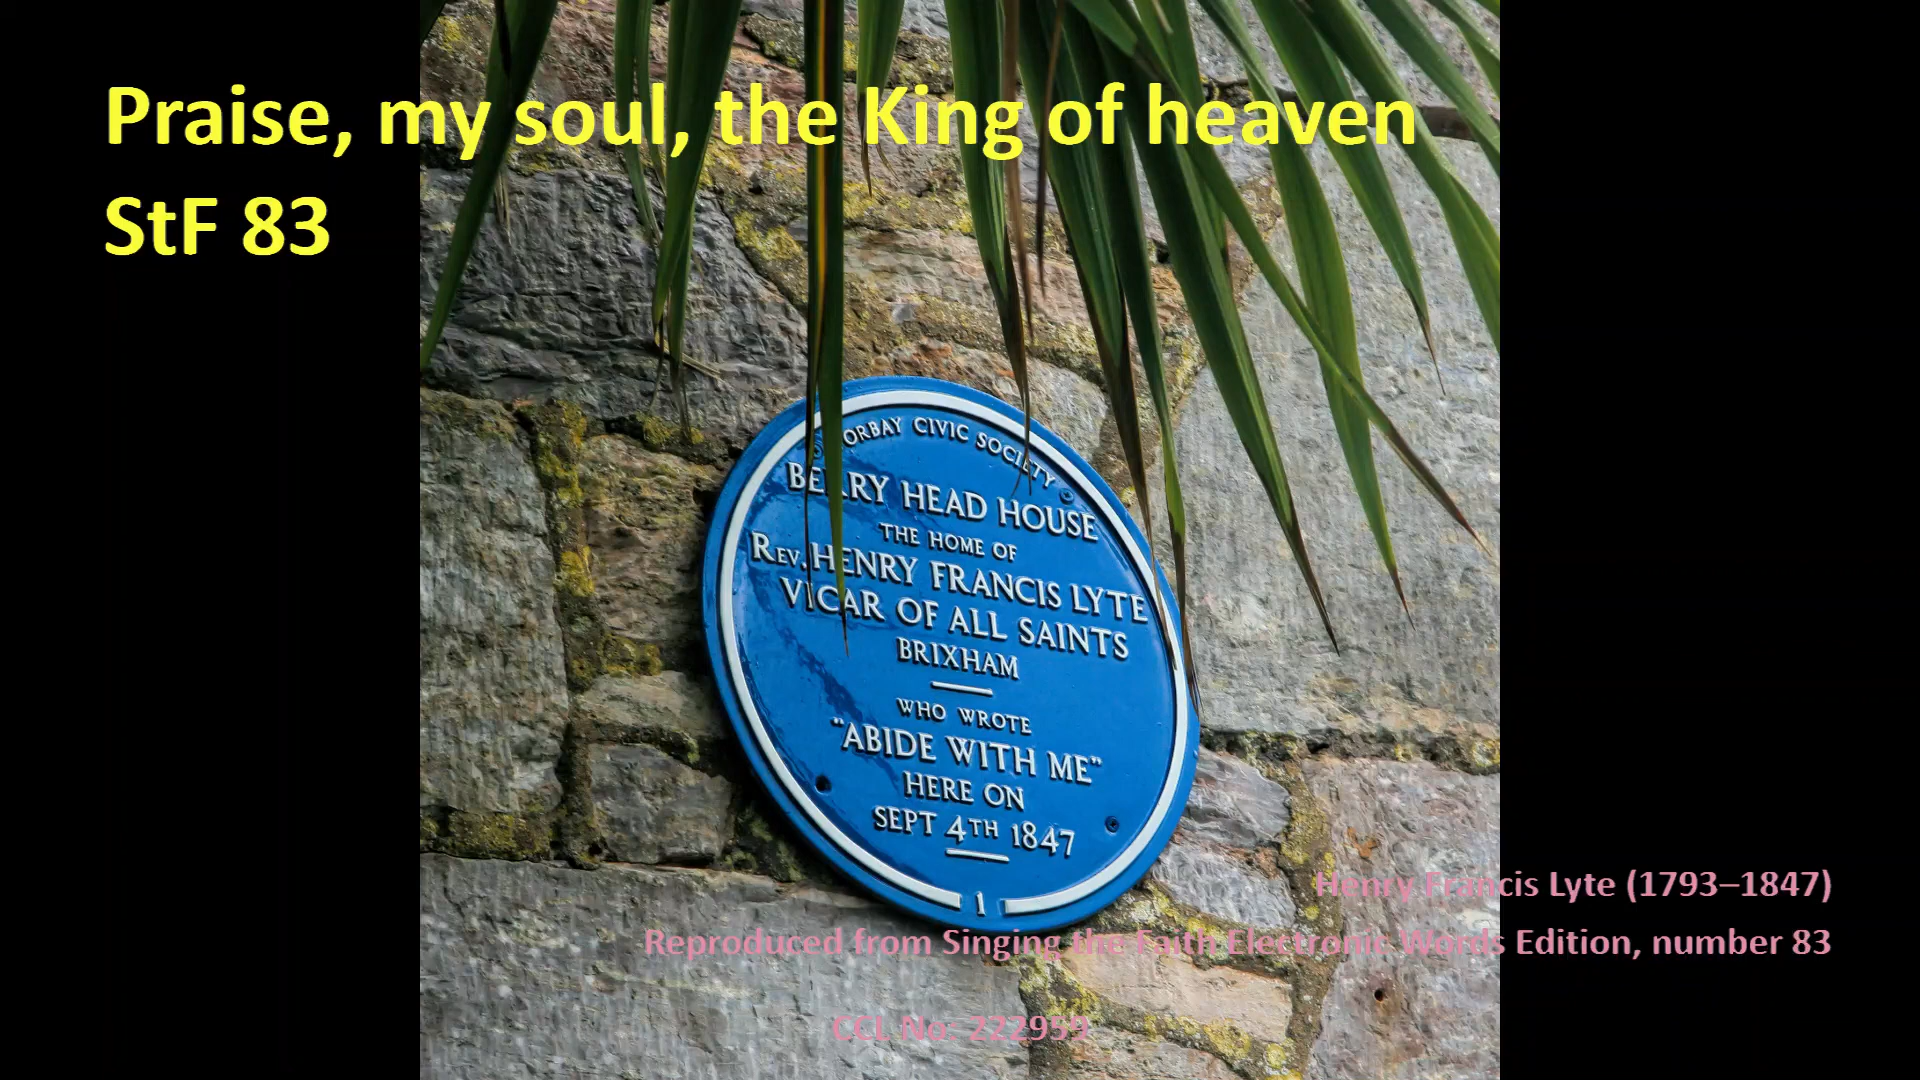 Praise, my soul, the King of heaven
StF 83
ORBAY CIVIC SOCIETY
BERRY HEAD HOUSE
THE HOME OF
REV. HENRY FRANCIS LYTE
VICAR OF ALL SAINTS
BRIXHAM
WHO WROTE
"ABIDE WITH ME"
HERE ON
SEPT 4TH 1847
1
Henry Francis Lyte (1793–1847)
Reproduced from Singing the Faith Electronic Words Edition, number 83
CCL No: 222959